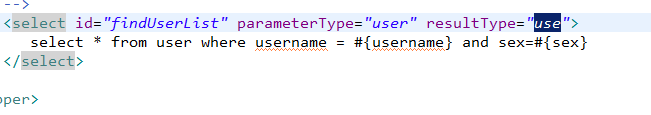 -->
<select id="findUserList" parameterType="user" resultType="use">
select * from user where username = #{username} and sex=#{sex}
</select>
pper>